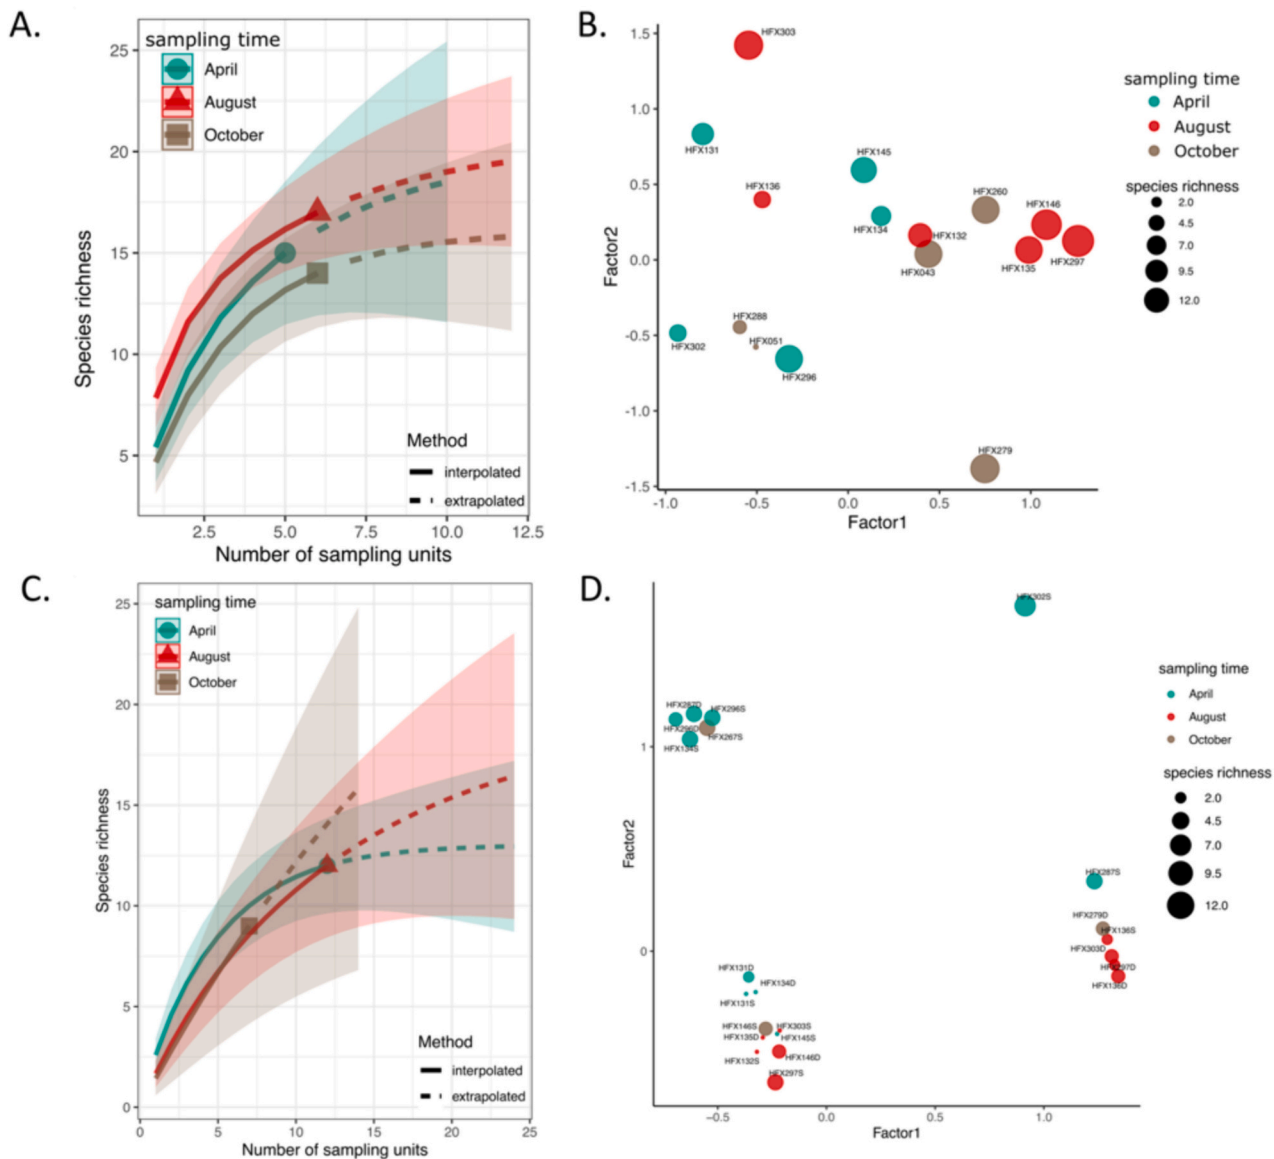 A.
sampling time
April
August
October
25
20
15
10
5
Species richness
Method
interpolated
extrapolated
2.5 5.0 7.5 10.0 12.5
Number of sampling units
B.
1.5
1.0
0.5
0.0
-0.5
-1.0
-1.5
Factor2
HFX303
HFX131
HFX145
HFX136
HFX134
HFX260
HFX146
HFX132
HFX043
HFX135
HFX297
HFX288
HFX051
HFX302
HFX296
HFX279
-1.0 -0.5 0.0 0.5 1.0
Factor1
sampling time
April
August
October
species richness
2.0
4.5
7.0
9.5
12.0
C.
sampling time
April
August
October
25
20
15
10
5
0
Species richness
Method
interpolated
extrapolated
0 5 10 15 20 25
Number of sampling units
D.
1
0
Factor2
HFX302S
HFX287D
HFX296S
HFX296D
HFX267S
HFX134S
HFX287S
HFX279D
HFX136S
HFX303D
HFX297D
HFX136D
HFX131D
HFX134D
HFX131S
HFX146S
HFX303S
HFX135D
HFX145S
HFX132S
HFX146D
HFX297S
−0.5 0.0 0.5 1.0
Factor1
sampling time
April
August
October
species richness
2.0
4.5
7.0
9.5
12.0